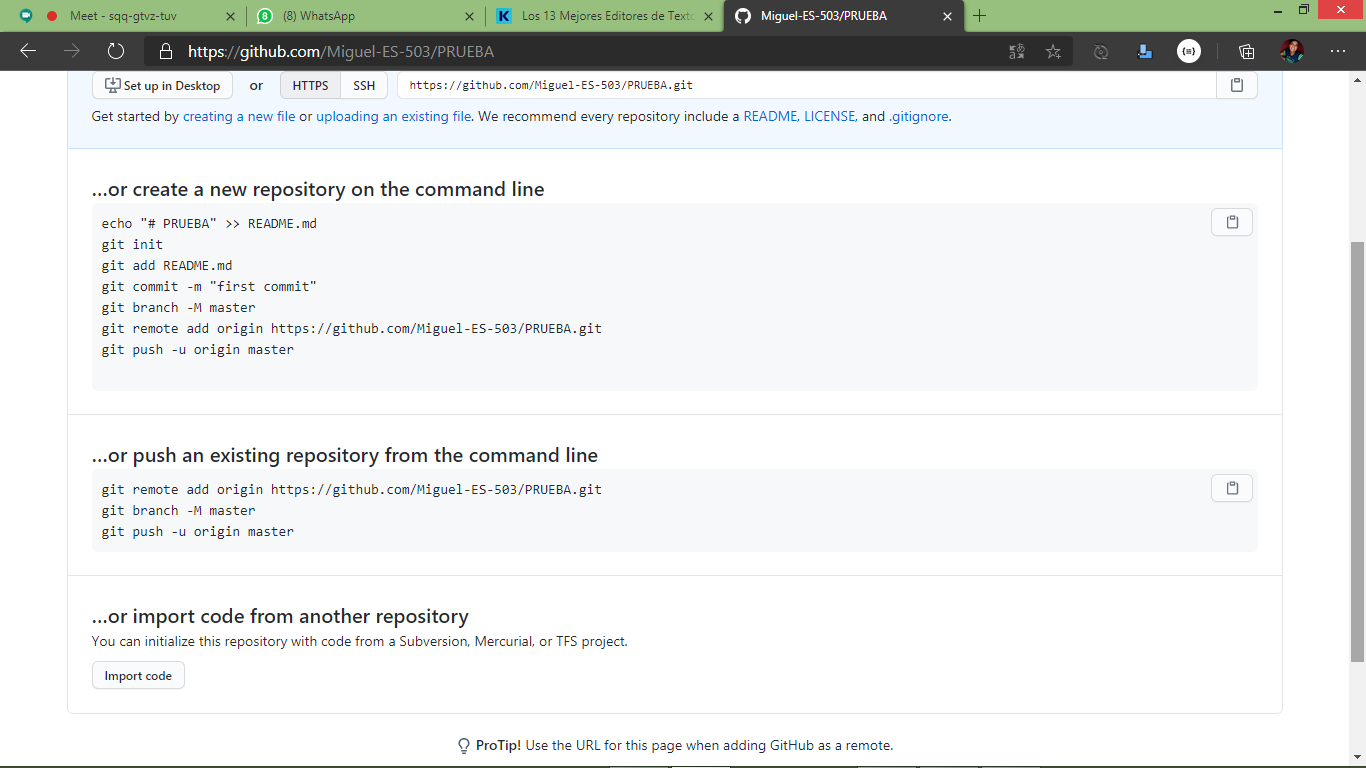 Meet - sqq-gtvz-tuv
8
(8) WhatsApp
K
Los 13 Mejores Editores de Texto
Miguel-ES-503/PRUEBA
https://github.com/Miguel-ES-503/PRUEBA
Set up in Desktop or HTTPS SSH https://github.com/Miguel-ES-503/PRUEBA.git
Get started by creating a new file or uploading an existing file. We recommend every repository include a README, LICENSE, and .gitignore.
...or create a new repository on the command line
echo "# PRUEBA" >> README.md
git init
git add README.md
git commit -m "first commit"
git branch -M master
git remote add origin https://github.com/Miguel-ES-503/PRUEBA.git
git push -u origin master
...or push an existing repository from the command line
git remote add origin https://github.com/Miguel-ES-503/PRUEBA.git
git branch -M master
git push -u origin master
...or import code from another repository
You can initialize this repository with code from a Subversion, Mercurial, or TFS project.
Import code
ProTip! Use the URL for this page when adding GitHub as a remote.